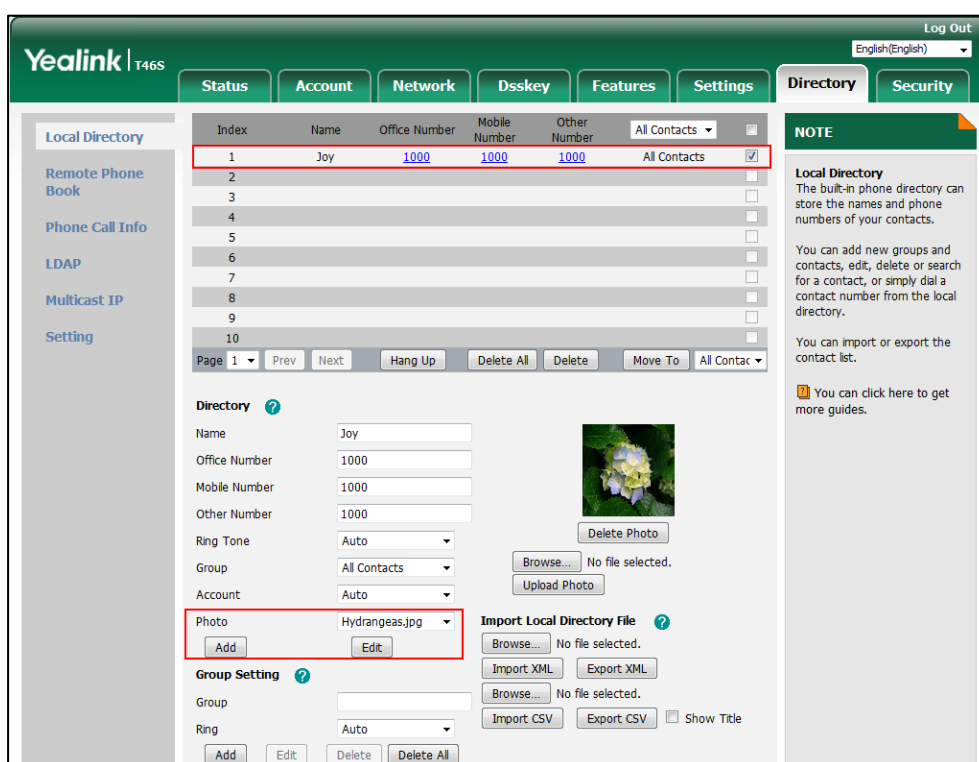 Log Out
Yealink | T46S
English(English)
Status Account Network Dsskey Features Settings Directory Security
Local Directory
Remote Phone
Book
Phone Call Info
LDAP
Multicast IP
Setting
Index Name Office Number Mobile Number Other Number All Contacts
1 Joy 1000 1000 1000 All Contacts
2
3
4
5
6
7
8
9
10
Page 1 Prev Next Hang Up Delete All Delete Move To All Contac
Directory ?
Name Joy
Office Number 1000
Mobile Number 1000
Other Number 1000
Ring Tone Auto
Group All Contacts
Account Auto
Photo Hydrangeas.jpg
Add Edit
Group Setting ?
Group
Ring Auto
Add Edit Delete Delete All
Delete Photo
Browse... No file selected.
Upload Photo
Import Local Directory File ?
Browse... No file selected.
Import XML Export XML
Browse... No file selected.
Import CSV Export CSV Show Title
NOTE
Local Directory
The built-in phone directory can
store the names and phone
numbers of your contacts.
You can add new groups and
contacts, edit, delete or search
for a contact, or simply dial a
contact number from the local
directory.
You can import or export the
contact list.
? You can click here to get
more guides.